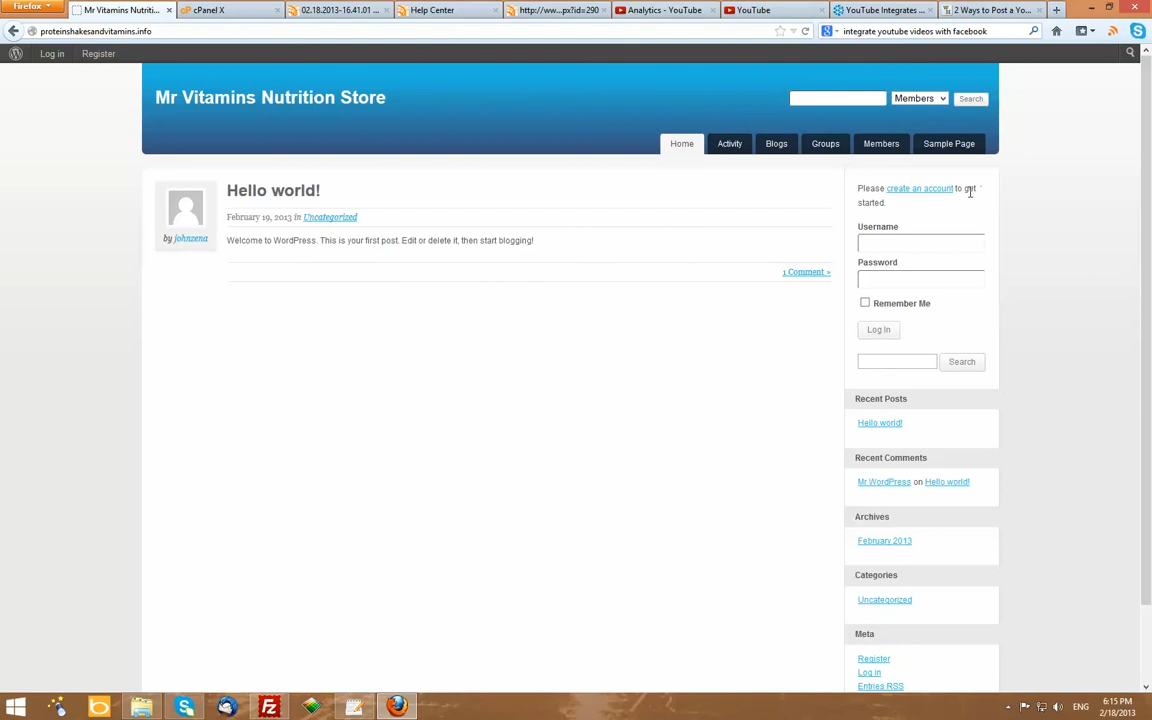 Firefox
Mr Vitamins Nutriti...
cPanel X
02.18.2013-16.41.01 ...
Help Center
http://ww...px?id=290
Analytics - YouTube
YouTube
YouTube Integrates ...
2 Ways to Post a Yo...
proteinshakesandvitamins.info
integrate youtube videos with facebook
Log in
Register
Mr Vitamins Nutrition Store
Members
Search
Home
Activity
Blogs
Groups
Members
Sample Page
Hello world!
February 19, 2013 in Uncategorized
by johnzena
Welcome to WordPress. This is your first post. Edit or delete it, then start blogging!
1 Comment »
Please create an account to get
started.
Username
Password
Remember Me
Log In
Search
Recent Posts
Hello world!
Recent Comments
Mr WordPress on Hello world!
Archives
February 2013
Categories
Uncategorized
Meta
Register
Log in
Entries RSS
ENG
6:15 PM
2/18/2013